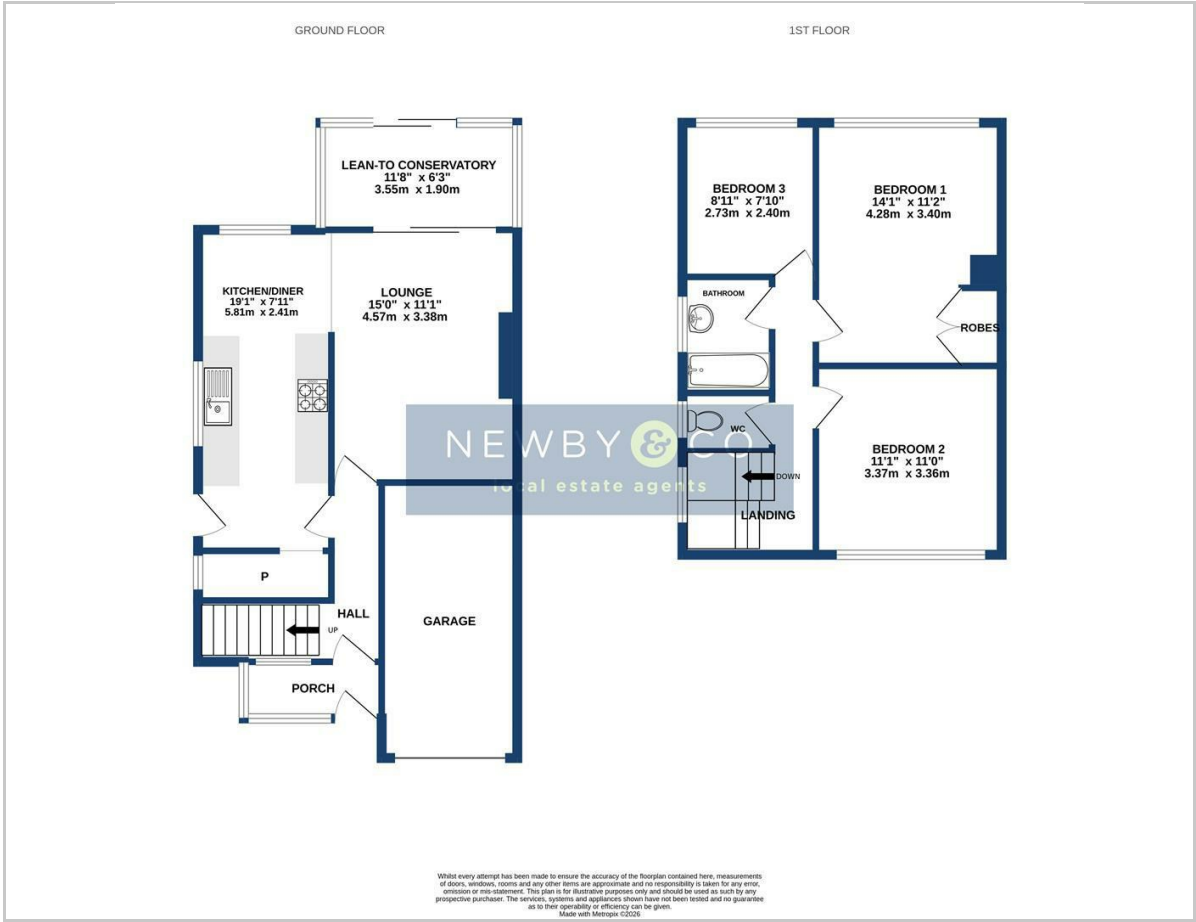 GROUND FLOOR
1ST FLOOR
LEAN-TO CONSERVATORY
11'8" x 6'3"
3.55m x 1.90m
KITCHEN/DINER
19'1" x 7'11"
5.81m x 2.41m
LOUNGE
15'0" x 11'1"
4.57m x 3.38m
P
HALL
UP
PORCH
GARAGE
BEDROOM 3
8'11" x 7'10"
2.73m x 2.40m
BEDROOM 1
14'1" x 11'2"
4.28m x 3.40m
BATHROOM
ROBES
WC
BEDROOM 2
11'1" x 11'0"
3.37m x 3.36m
DOWN
LANDING
NEWBY & CO
local estate agents
Whilst every attempt has been made to ensure the accuracy of the floorplan contained here, measurements
of doors, windows, rooms and any other items are approximate and no responsibility is taken for any error,
omission or mis-statement. This plan is for illustrative purposes only and should be used as such by any
prospective purchaser. The services, systems and appliances shown have not been tested and no guarantee
as to their operability or efficiency can be given.
Made with Metropix ©2026